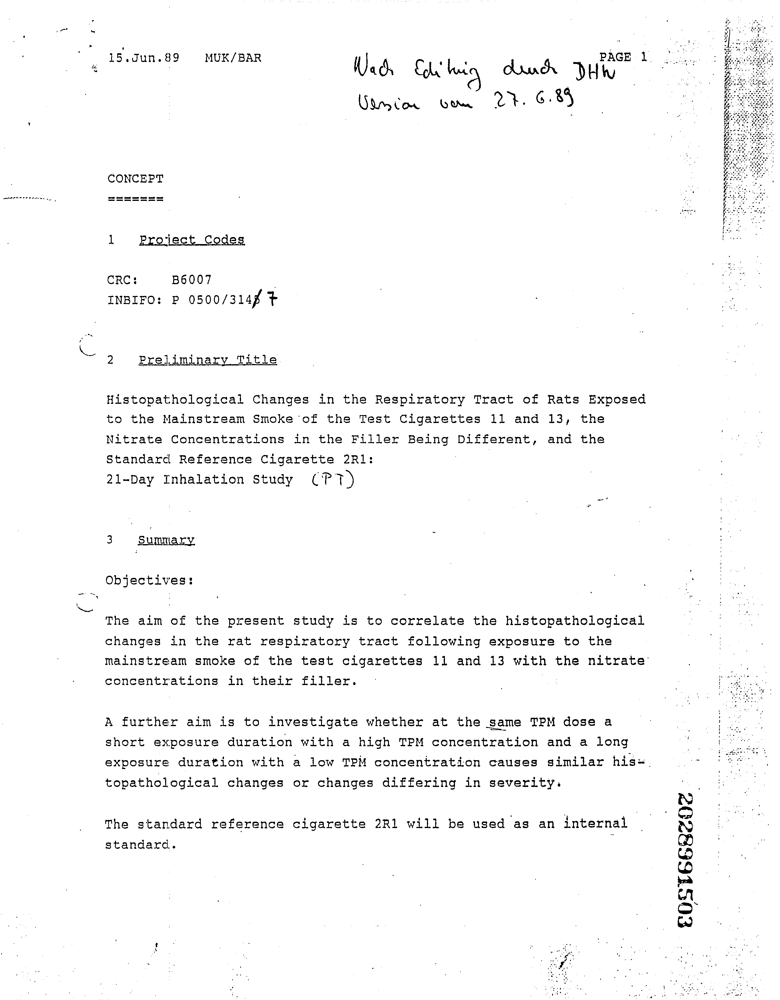 15.Jun.89 MUK/BAR PAGE 1
Nach Editing durch DHW
Version vom 27.6.89
CONCEPT
=======
1 Project Codes
CRC: B6007
INBIFO: P 0500/314 7
2 Preliminary Title
Histopathological Changes in the Respiratory Tract of Rats Exposed
to the Mainstream Smoke of the Test Cigarettes 11 and 13, the
Nitrate Concentrations in the Filler Being Different, and the
Standard Reference Cigarette 2R1:
21-Day Inhalation Study (PT)
3 Summary
Objectives:
The aim of the present study is to correlate the histopathological
changes in the rat respiratory tract following exposure to the
mainstream smoke of the test cigarettes 11 and 13 with the nitrate
concentrations in their filler.
A further aim is to investigate whether at the same TPM dose a
short exposure duration with a high TPM concentration and a long
exposure duration with a low TPM concentration causes similar his-
topathological changes or changes differing in severity.
The standard reference cigarette 2R1 will be used as an internal
standard.
2028991503